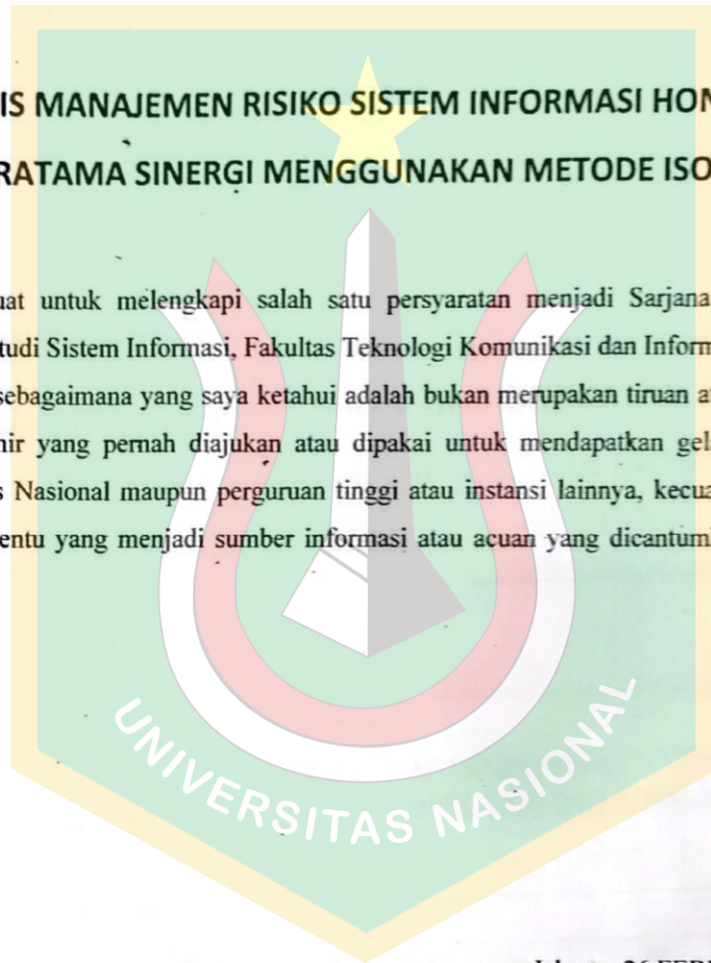 IS MANAJEMEN RISIKO SISTEM INFORMASI HON
RATAMA SINERGI MENGGUNAKAN METODE ISO
uat untuk melengkapi salah satu persyaratan menjadi Sarjana
tudi Sistem Informasi, Fakultas Teknologi Komunikasi dan Inform
sebagaimana yang saya ketahui adalah bukan merupakan tiruan at
hir yang pernah diajukan atau dipakai untuk mendapatkan gel
s Nasional maupun perguruan tinggi atau instansi lainnya, kecua
entu yang menjadi sumber informasi atau acuan yang dicantuml
UNIVERSITAS NASIONAL